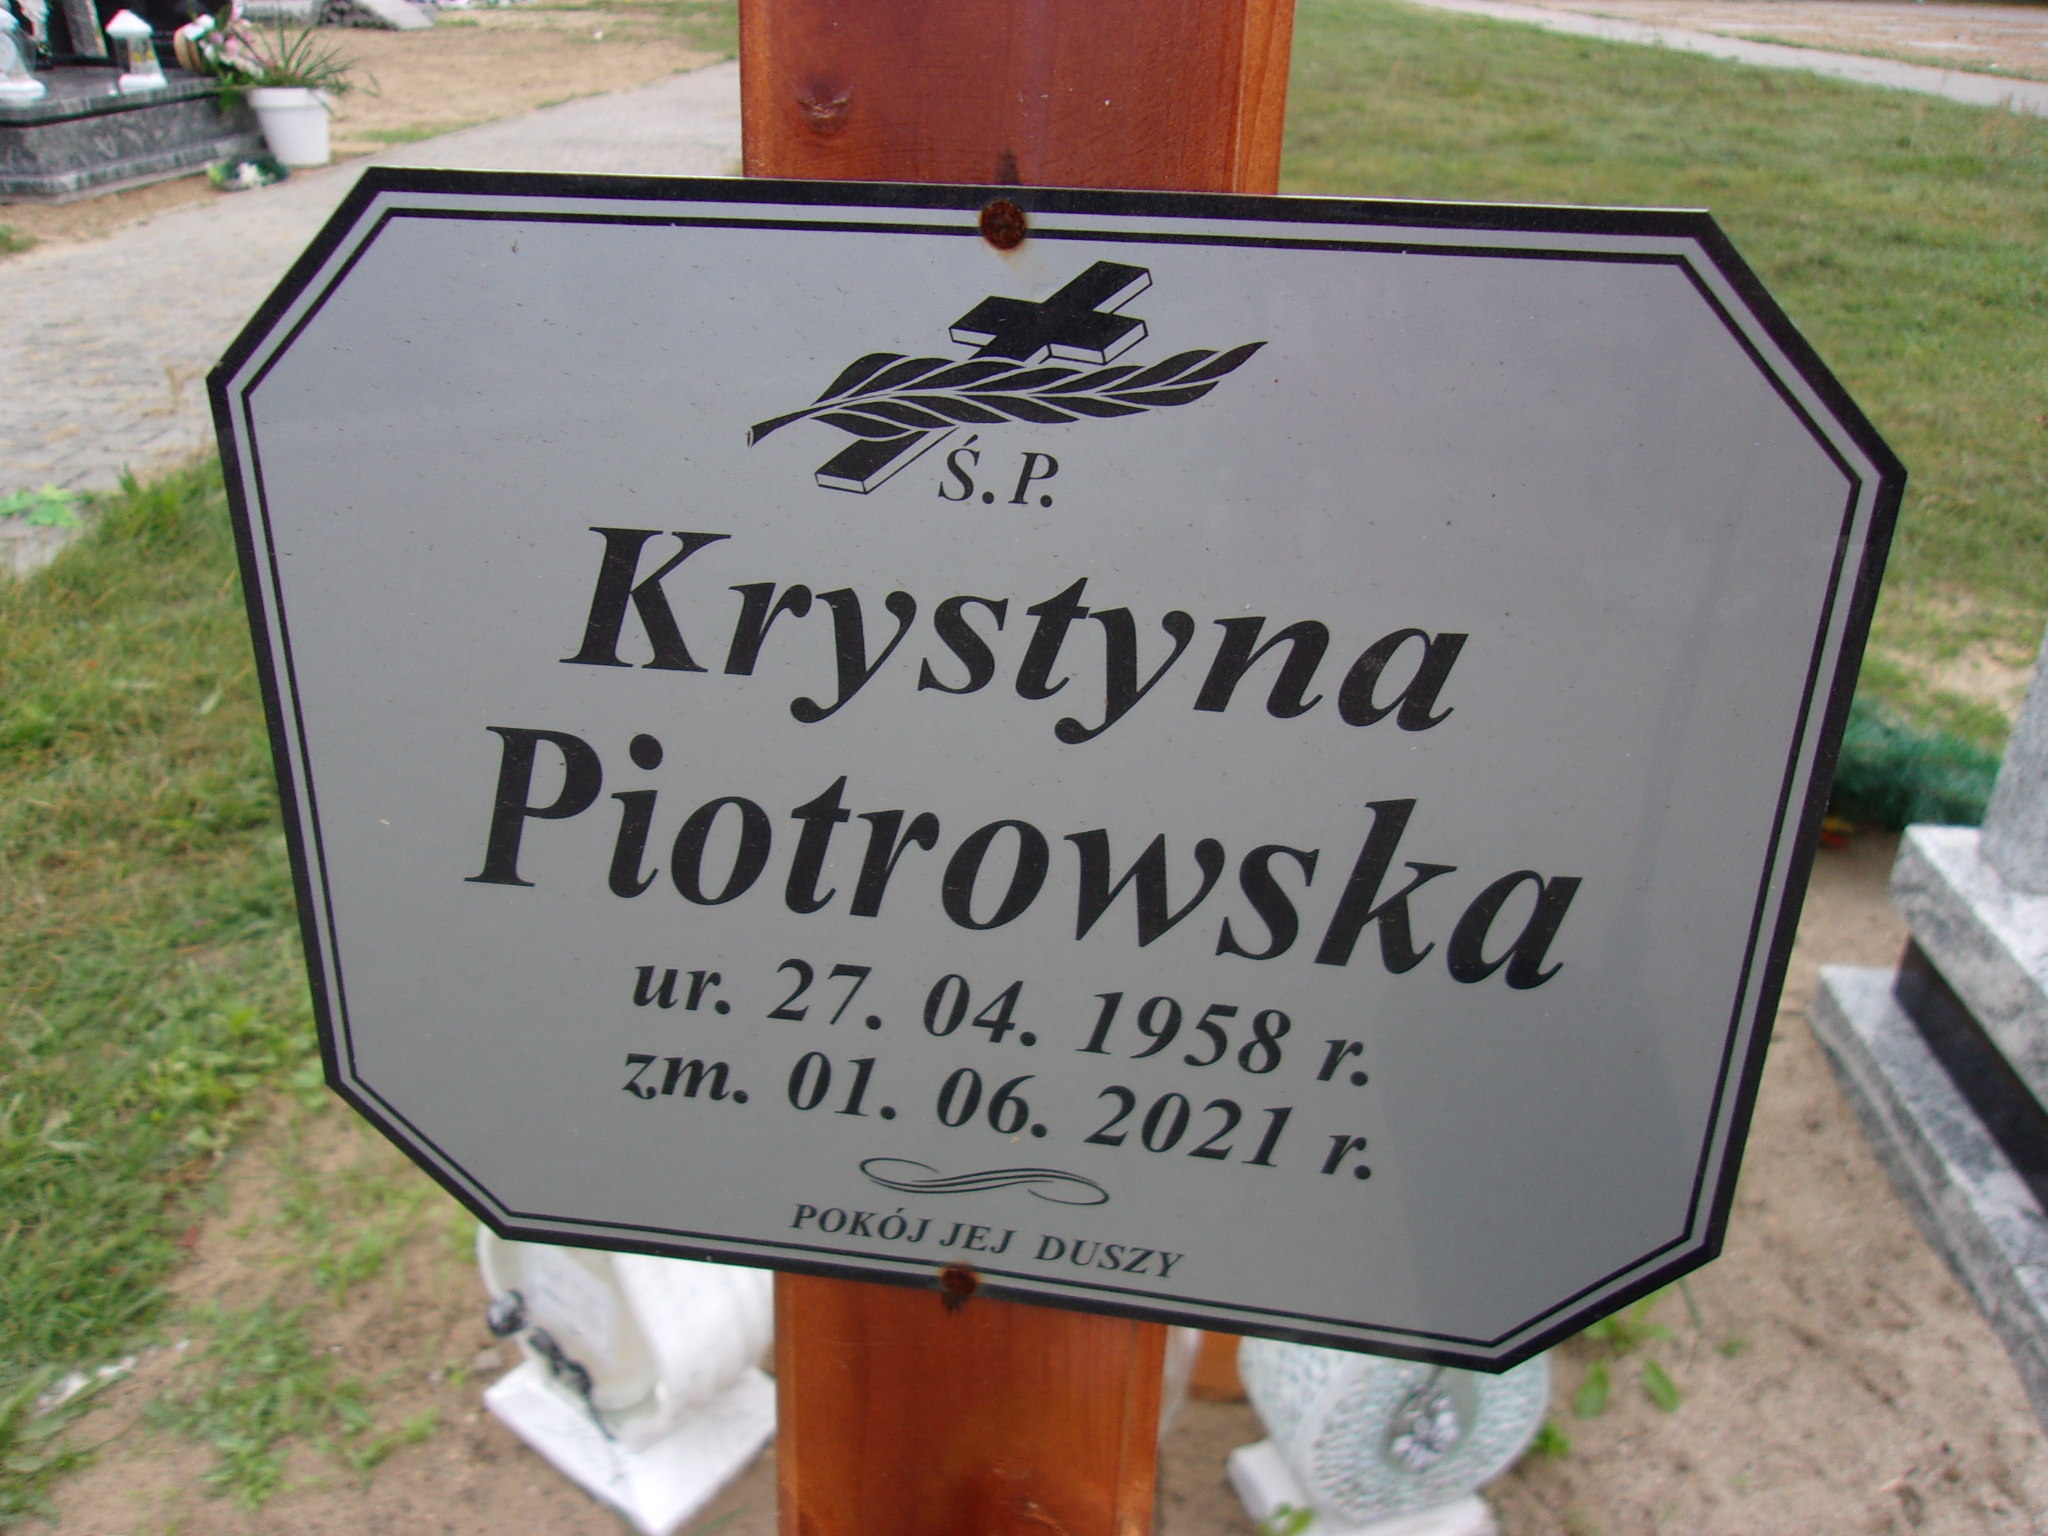 Ś. P.
Krystyna
Piotrowska
ur. 27. 04. 1958 r.
zm. 01. 06. 2021 r.
POKÓJ JEJ DUSZY